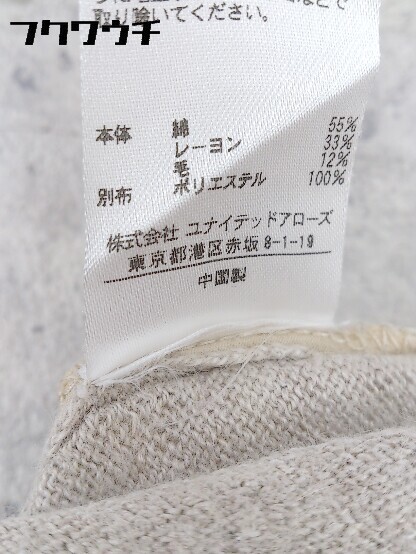 フクワウチ
取り除いてください。
本体 綿 55%
レーヨン 33%
毛 12%
別布 ポリエステル 100%
株式会社 ユナイテッドアローズ
東京都港区赤坂8-1-19
中国製